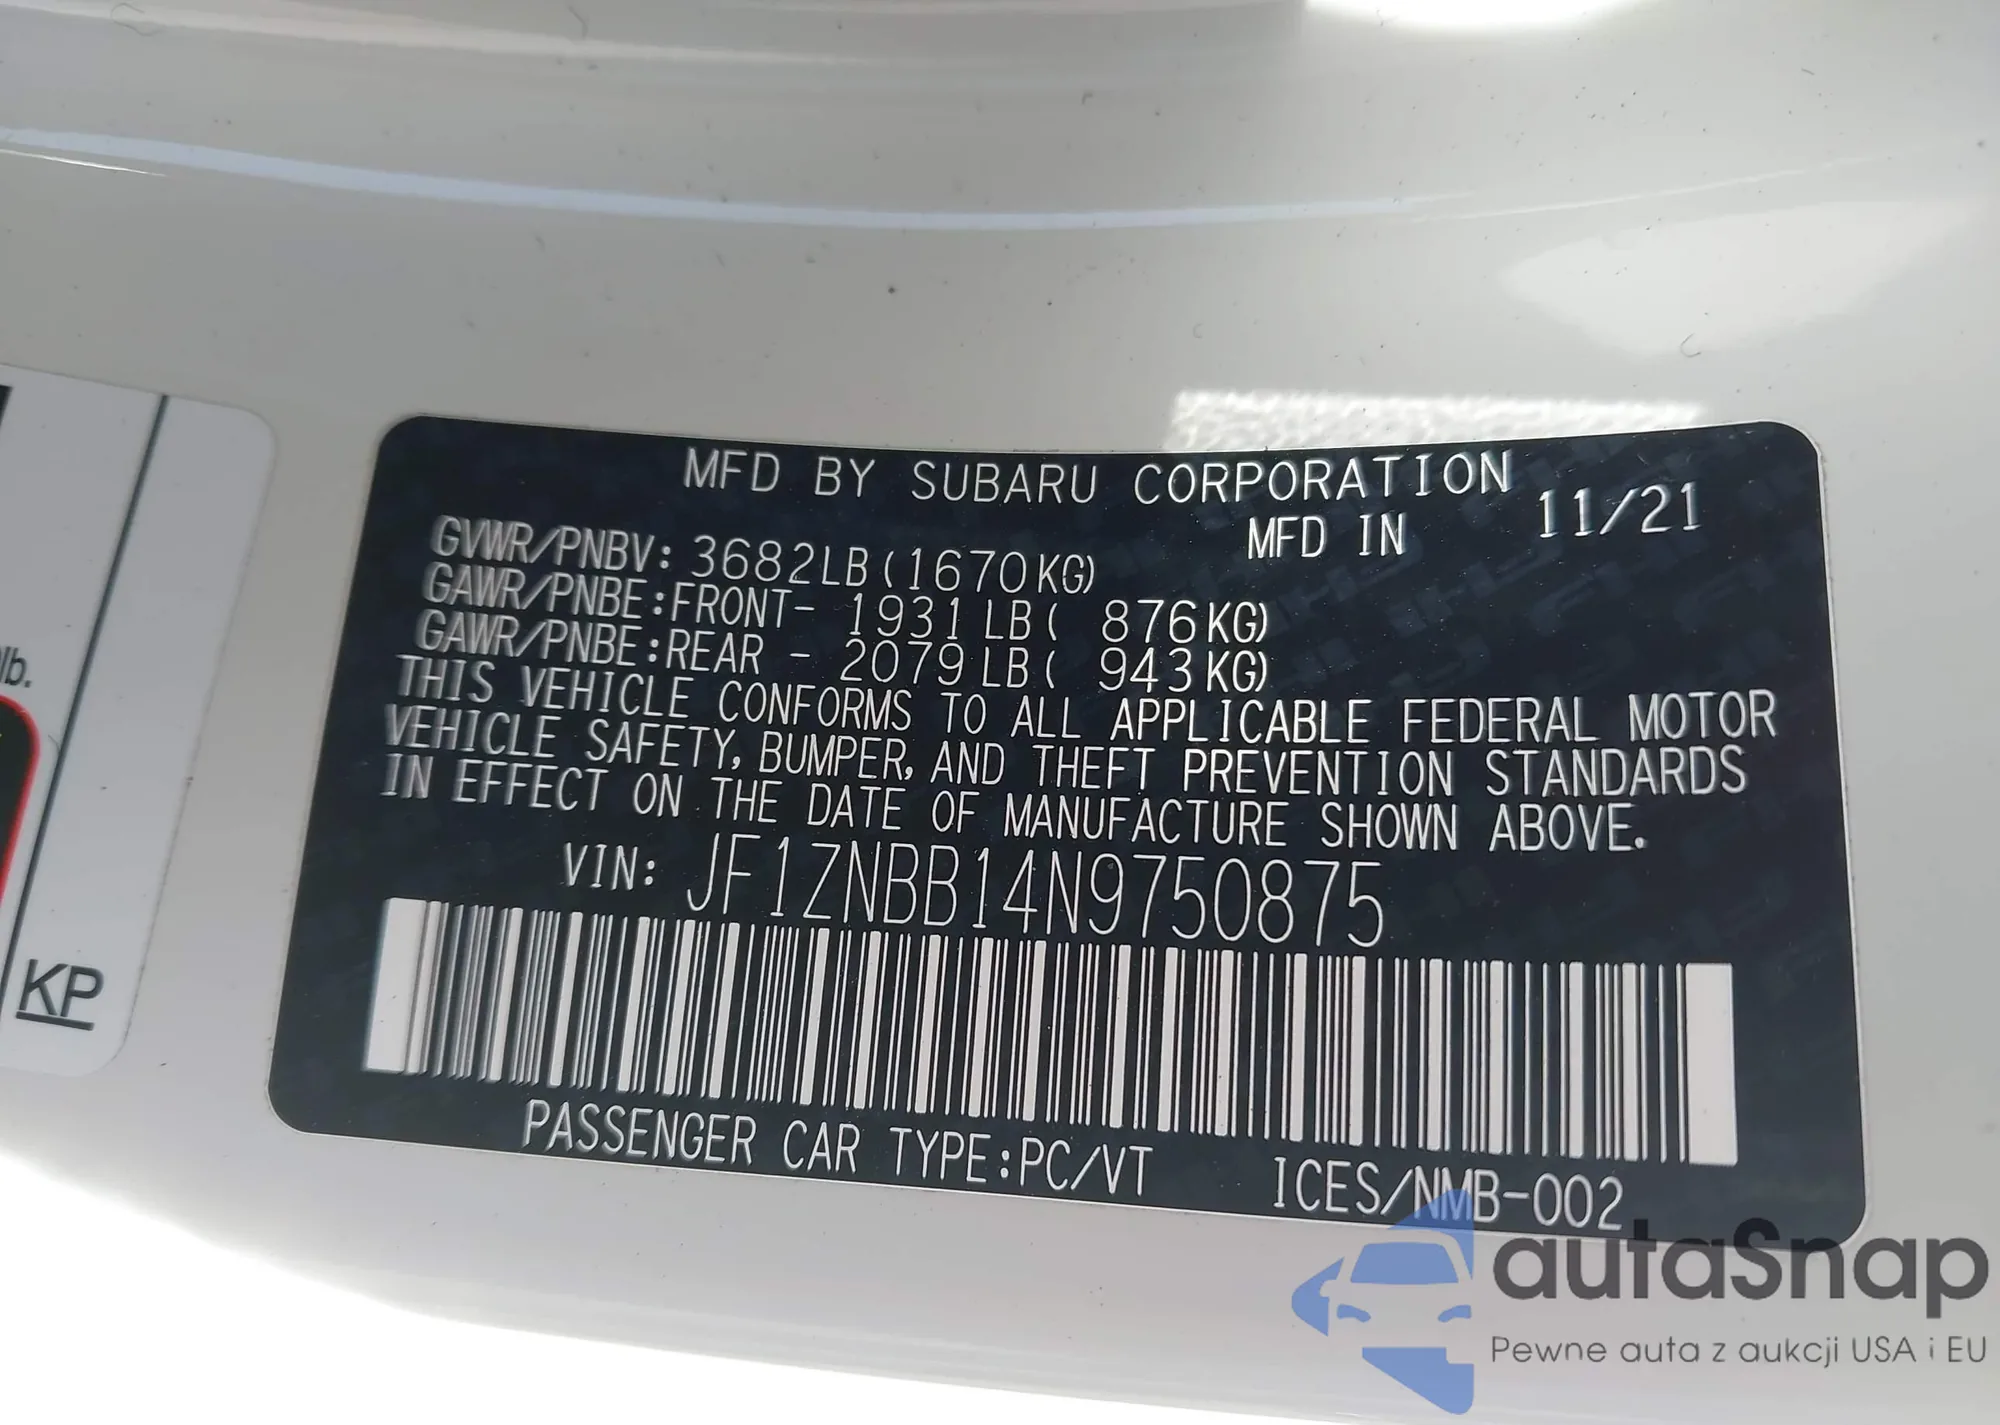 MFD BY SUBARU CORPORATION
MFD IN 11/21
GVWR/PNBV: 3682LB(1670KG)
GAWR/PNBE:FRONT- 1931LB( 876KG)
GAWR/PNBE:REAR - 2079LB( 943KG)
THIS VEHICLE CONFORMS TO ALL APPLICABLE FEDERAL MOTOR
VEHICLE SAFETY, BUMPER, AND THEFT PREVENTION STANDARDS
IN EFFECT ON THE DATE OF MANUFACTURE SHOWN ABOVE.
VIN: JF1ZNBB14N9750875
PASSENGER CAR TYPE:PC/VT ICES/NMB-002
lb.
KP
autaSnap
Pewne auta z aukcji USA i EU